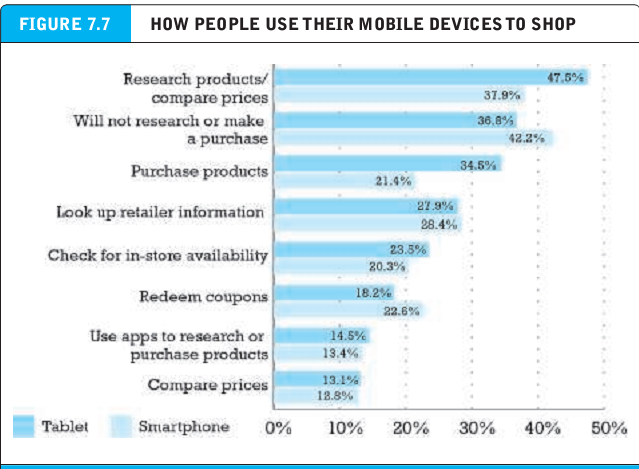 FIGURE 7.7 HOW PEOPLE USE THEIR MOBILE DEVICES TO SHOP
Research products/
compare prices
47.5%
37.9%
Will not research or make
a purchase
36.8%
42.2%
Purchase products
34.5%
21.4%
Look up retailer information
27.9%
28.4%
Check for in-store availability
23.5%
20.3%
Redeem coupons
18.2%
22.6%
Use apps to research or
purchase products
14.5%
13.4%
Compare prices
13.1%
12.8%
Tablet Smartphone 0% 10% 20% 30% 40% 50%